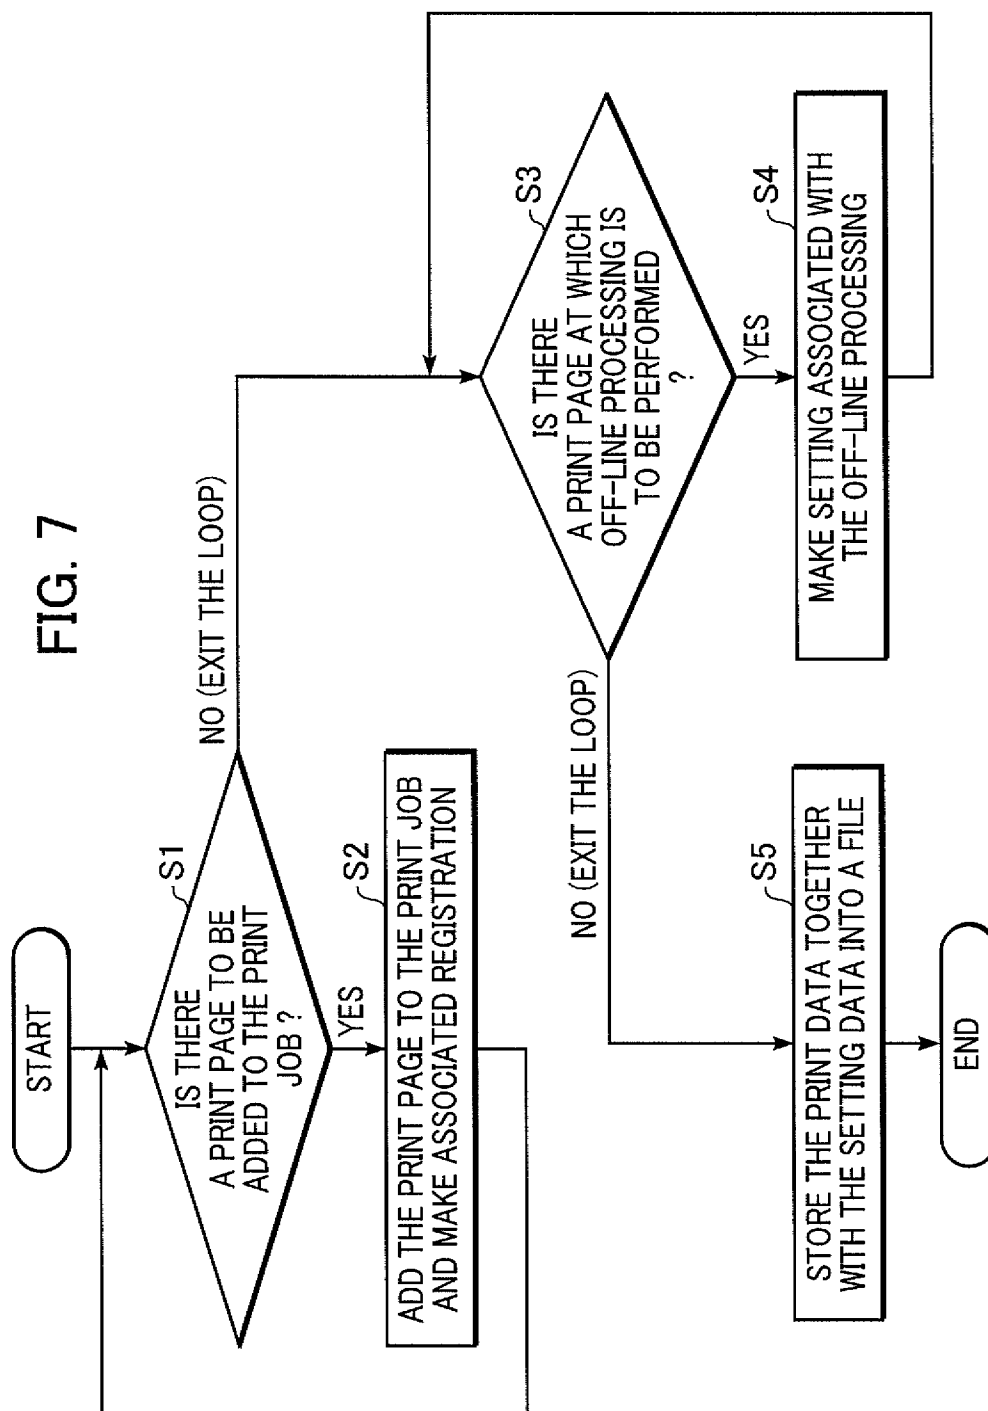 FIG. 7
START
S1
IS THERE
A PRINT PAGE TO BE
ADDED TO THE PRINT
JOB ?
NO (EXIT THE LOOP)
YES
S2
ADD THE PRINT PAGE TO THE PRINT JOB
AND MAKE ASSOCIATED REGISTRATION
S3
IS THERE
A PRINT PAGE AT WHICH
OFF-LINE PROCESSING IS
TO BE PERFORMED
?
NO (EXIT THE LOOP)
YES
S4
MAKE SETTING ASSOCIATED WITH
THE OFF-LINE PROCESSING
S5
STORE THE PRINT DATA TOGETHER
WITH THE SETTING DATA INTO A FILE
END